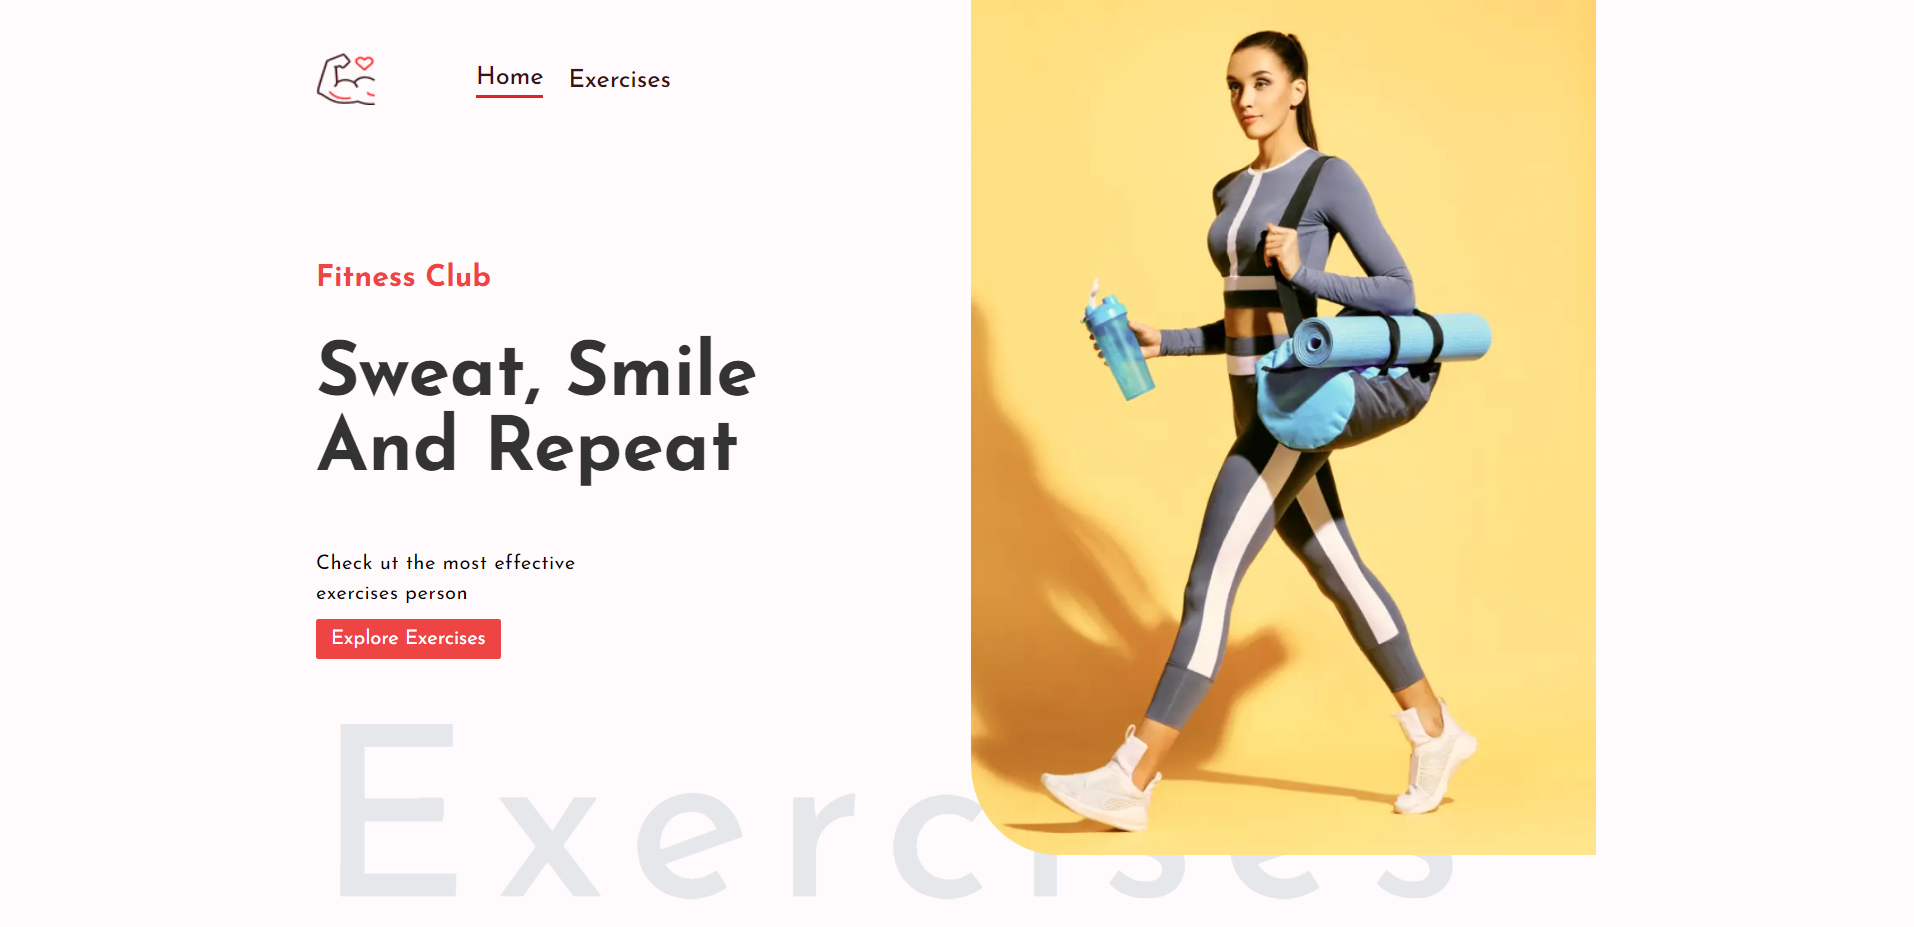 Home Exercises
Fitness Club
Sweat, Smile
And Repeat
Check ut the most effective
exercises person
Explore Exercises
Exercises